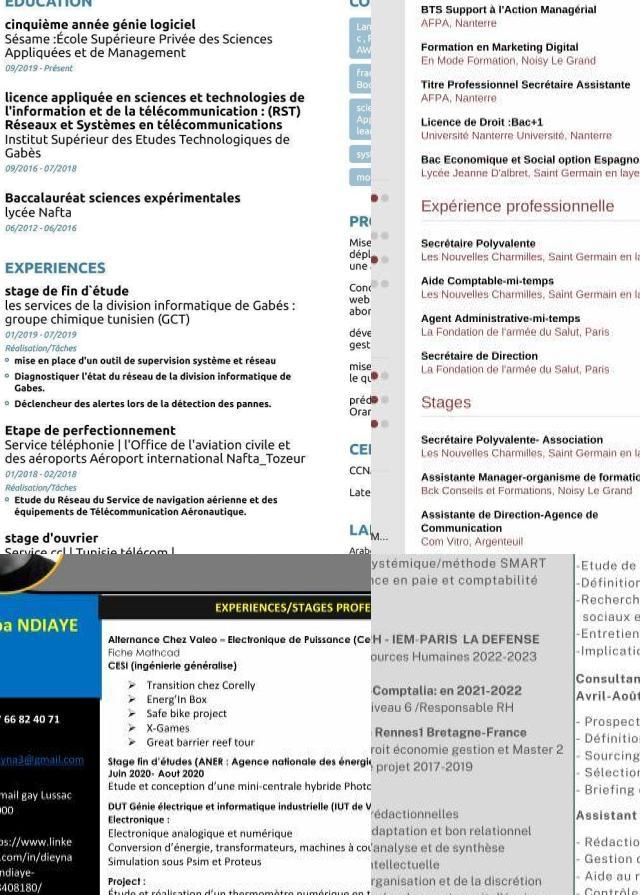 EDUCATION
cinquième année génie logiciel
Sésame :École Supérieure Privée des Sciences
Appliquées et de Management
09/2019 - Présent
licence appliquée en sciences et technologies de
l'information et de la télécommunication : (RST)
Réseaux et Systèmes en télécommunications
Institut Supérieur des Etudes Technologiques de
Gabès
09/2016 - 07/2018
Baccalauréat sciences expérimentales
lycée Nafta
06/2012 - 06/2016
EXPERIENCES
stage de fin d`étude
les services de la division informatique de Gabés :
groupe chimique tunisien (GCT)
01/2019 - 07/2019
Réalisation/Tâches
mise en place d'un outil de supervision système et réseau
Diagnostiquer l'état du réseau de la division informatique de
Gabes.
Déclencheur des alertes lors de la détection des pannes.
Etape de perfectionnement
Service téléphonie | l'Office de l'aviation civile et
des aéroports Aéroport international Nafta_Tozeur
01/2018 - 02/2018
Réalisation/Tâches
Etude du Réseau du Service de navigation aérienne et des
équipements de Télécommunication Aéronautique.
stage d'ouvrier
Service ccl | Tunisie télécom |
CO
Lan
c , F
AW
fra
Boo
scie
App
lea
sys
mo
PR
Mise
dépl
une
Conc
web
abor
déve
gest
mise
le qu
préd
Orar
CEI
CCN
Late
LA
Arab
M...
BTS Support à l'Action Managérial
AFPA, Nanterre
Formation en Marketing Digital
En Mode Formation, Noisy Le Grand
Titre Professionnel Secrétaire Assistante
AFPA, Nanterre
Licence de Droit :Bac+1
Université Nanterre Université, Nanterre
Bac Economique et Social option Espagno
Lycée Jeanne D'albret, Saint Germain en laye
Expérience professionnelle
Secrétaire Polyvalente
Les Nouvelles Charmilles, Saint Germain en la
Aide Comptable-mi-temps
Les Nouvelles Charmilles, Saint Germain en la
Agent Administrative-mi-temps
La Fondation de l'armée du Salut, Paris
Secrétaire de Direction
La Fondation de l'armée du Salut, Paris
Stages
Secrétaire Polyvalente- Association
Les Nouvelles Charmilles, Saint Germain en la
Assistante Manager-organisme de formatio
Bck Conseils et Formations, Noisy Le Grand
Assistante de Direction-Agence de
Communication
Com Vitro, Argenteuil
ba NDIAYE
7 66 82 40 71
yna3@gmail.com
mail gay Lussac
000
ps://www.linke
.com/in/dieyna
ndiaye-
8408180/
EXPERIENCES/STAGES PROFE
Alternance Chez Valeo – Electronique de Puissance (Ce
Fiche Mathcad
CESI (ingénierie généralise)
Transition chez Corelly
Energ'In Box
Safe bike project
X-Games
Great barrier reef tour
Stage fin d'études (ANER : Agence nationale des énergie
Juin 2020- Aout 2020
Etude et conception d'une mini-centrale hybride Photo
DUT Génie électrique et informatique industrielle (IUT de V
Electronique :
Electronique analogique et numérique
Conversion d'énergie, transformateurs, machines à cou
Simulation sous Psim et Proteus
Project :
Étude et réalisation d'un thermomètre numérique en t
ystémique/méthode SMART
ce en paie et comptabilité
H - IEM-PARIS LA DEFENSE
ources Humaines 2022-2023
Comptalia: en 2021-2022
iveau 6 /Responsable RH
Rennes1 Bretagne-France
roit économie gestion et Master 2
projet 2017-2019
rédactionnelles
daptation et bon relationnel
'analyse et de synthèse
ntellectuelle
rganisation et de la discrétion
-Etude de
-Définition
-Recherch
sociaux e
-Entretien
-Implicatio
Consultan
Avril-Août
- Prospect
- Définitio
- Sourcing
- Sélection
- Briefing
Assistant
- Rédactio
- Gestion d
- Aide au r
- Contrôle